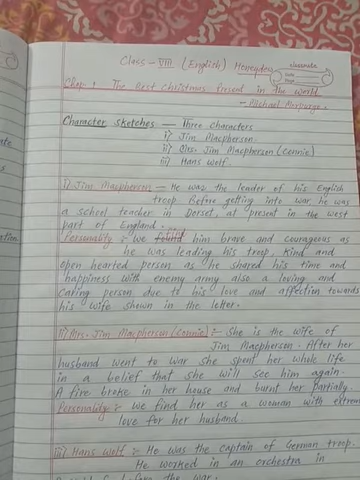 Class - VIII (English) Honeydew
classmate
Date
Page
Chap: 1 The Best Christmas Present in the World
- Michael Morpurgo
Character sketches — Three characters
i) Jim Macpherson
ii) Mrs. Jim Macpherson (connie)
iii) Hans wolf.
i) Jim Macpherson — He was the leader of his English
troop. Before getting into war he was
a school teacher in Dorset, at present in the west
part of England.
Personality :- We found him brave and courageous as
he was leading his troop. Kind and
open hearted person as he shared his time and
happiness with enemy army also a loving and
caring person due to his love and affection towards
his wife shown in the letter.
ii) Mrs. Jim Macpherson (Connie) :- She is the wife of
Jim Macpherson. After her
husband went to war she spent her whole life
in a belief that she will see him again.
A fire broke in her house and burnt her partially.
Personality :- We find her as a woman with extreme
love for her husband.
iii) Hans Wolf :- He was the captain of German troop.
He worked in an orchestra in
before the war.